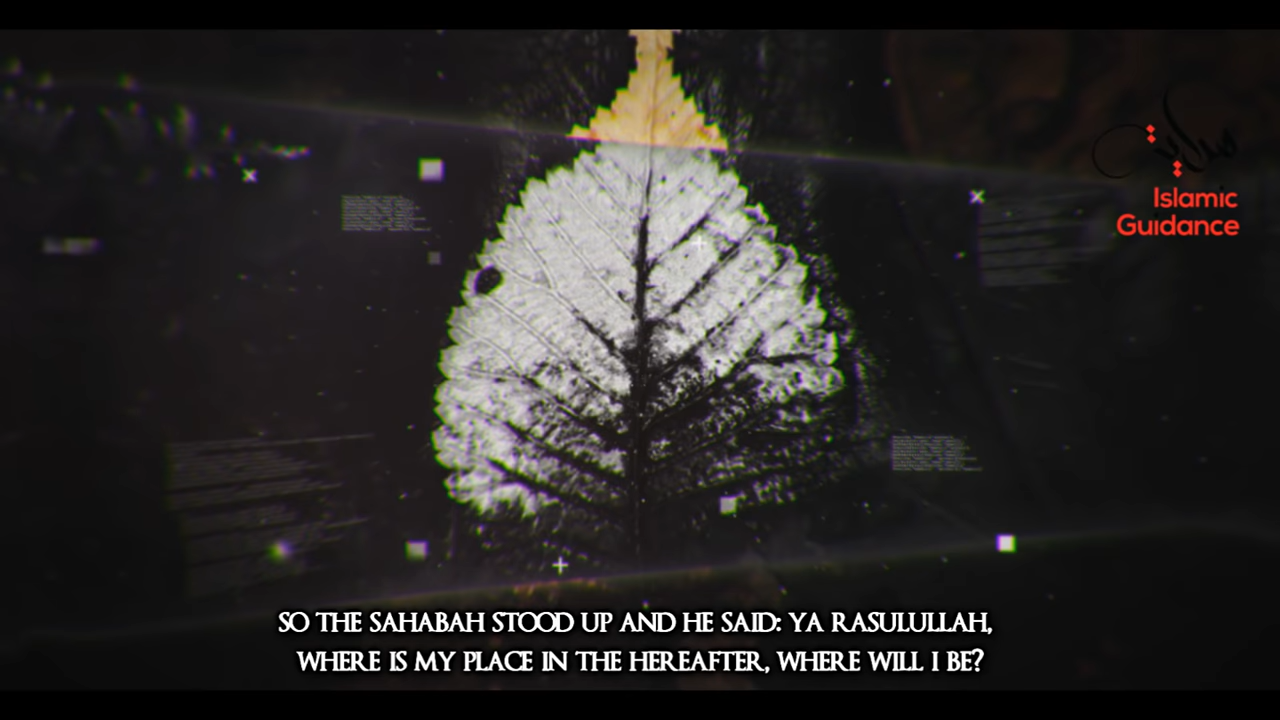 Islamic
Guidance
SO THE SAHABAH STOOD UP AND HE SAID: YA RASULULLAH,
WHERE IS MY PLACE IN THE HEREAFTER, WHERE WILL I BE?